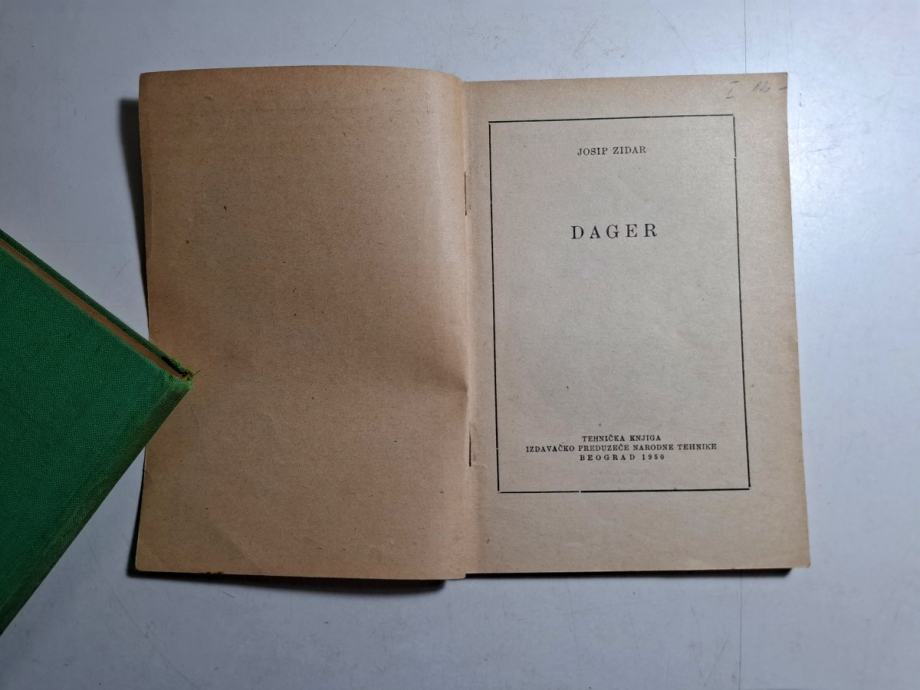 JOSIP ZIDAR
DAGER
TEHNIČKA KNJIGA
IZDAVAČKO PREDUZEĆE NARODNE TEHNIKE
BEOGRAD 1950